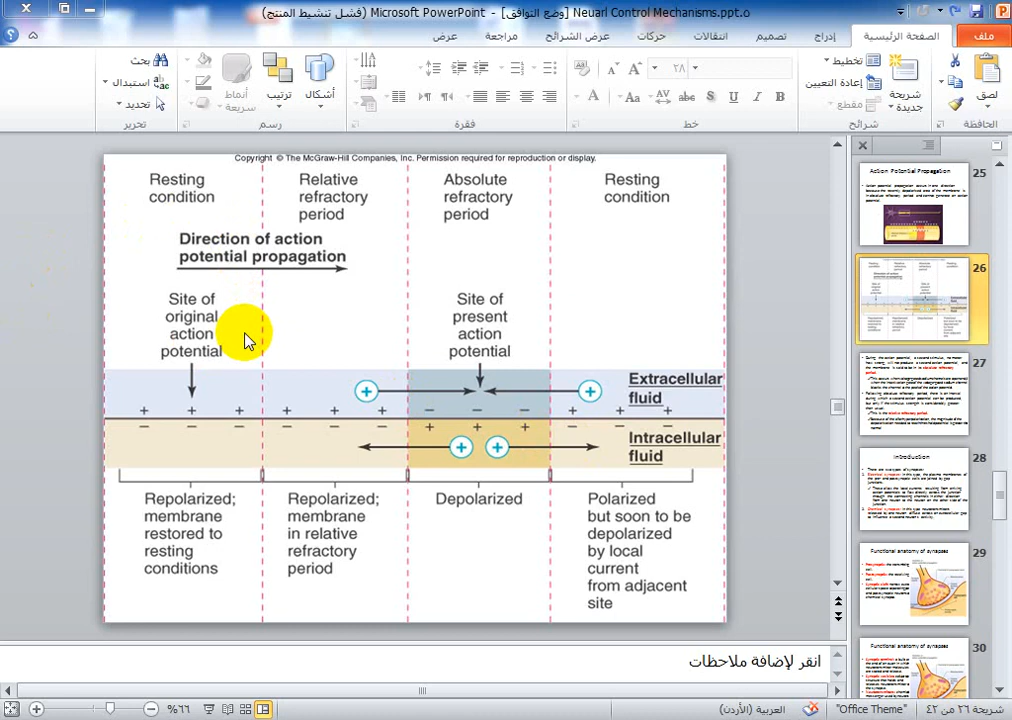 Neuarl Control Mechanisms.ppt.o [وضع التوافق] - Microsoft PowerPoint (فشل تنشيط المنتج)
ملف
الصفحة الرئيسية
إدراج
تصميم
انتقالات
حركات
عرض الشرائح
مراجعة
عرض
لصق
الحافظة
شريحة
جديدة
تخطيط
إعادة التعيين
مقطع
شرائح
٢٨
خط
فقرة
أشكال
ترتيب
أنماط
سريعة
رسم
بحث
استبدال
تحديد
تحرير
Copyright © The McGraw-Hill Companies, Inc. Permission required for reproduction or display.
Resting
condition
Relative
refractory
period
Absolute
refractory
period
Resting
condition
Direction of action
potential propagation
Site of
original
action
potential
Site of
present
action
potential
Extracellular
fluid
Intracellular
fluid
Repolarized;
membrane
restored to
resting
conditions
Repolarized;
membrane
in relative
refractory
period
Depolarized
Polarized
but soon to be
depolarized
by local
current
from adjacent
site
25
Action Potential Propagation
26
27
28
Introduction
29
Functional anatomy of synapses
30
Functional anatomy of synapses
انقر لإضافة ملاحظات
شريحة ٢٦ من ٤٢
"Office Theme"
العربية (الأردن)
٦٦%